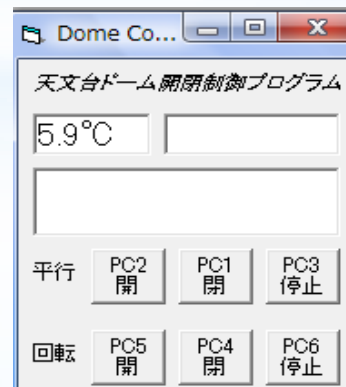 Dome Co...
天文台ドーム開閉制御プログラム
5.9℃
平行 PC2 開 PC1 閉 PC3 停止
回転 PC5 開 PC4 閉 PC6 停止